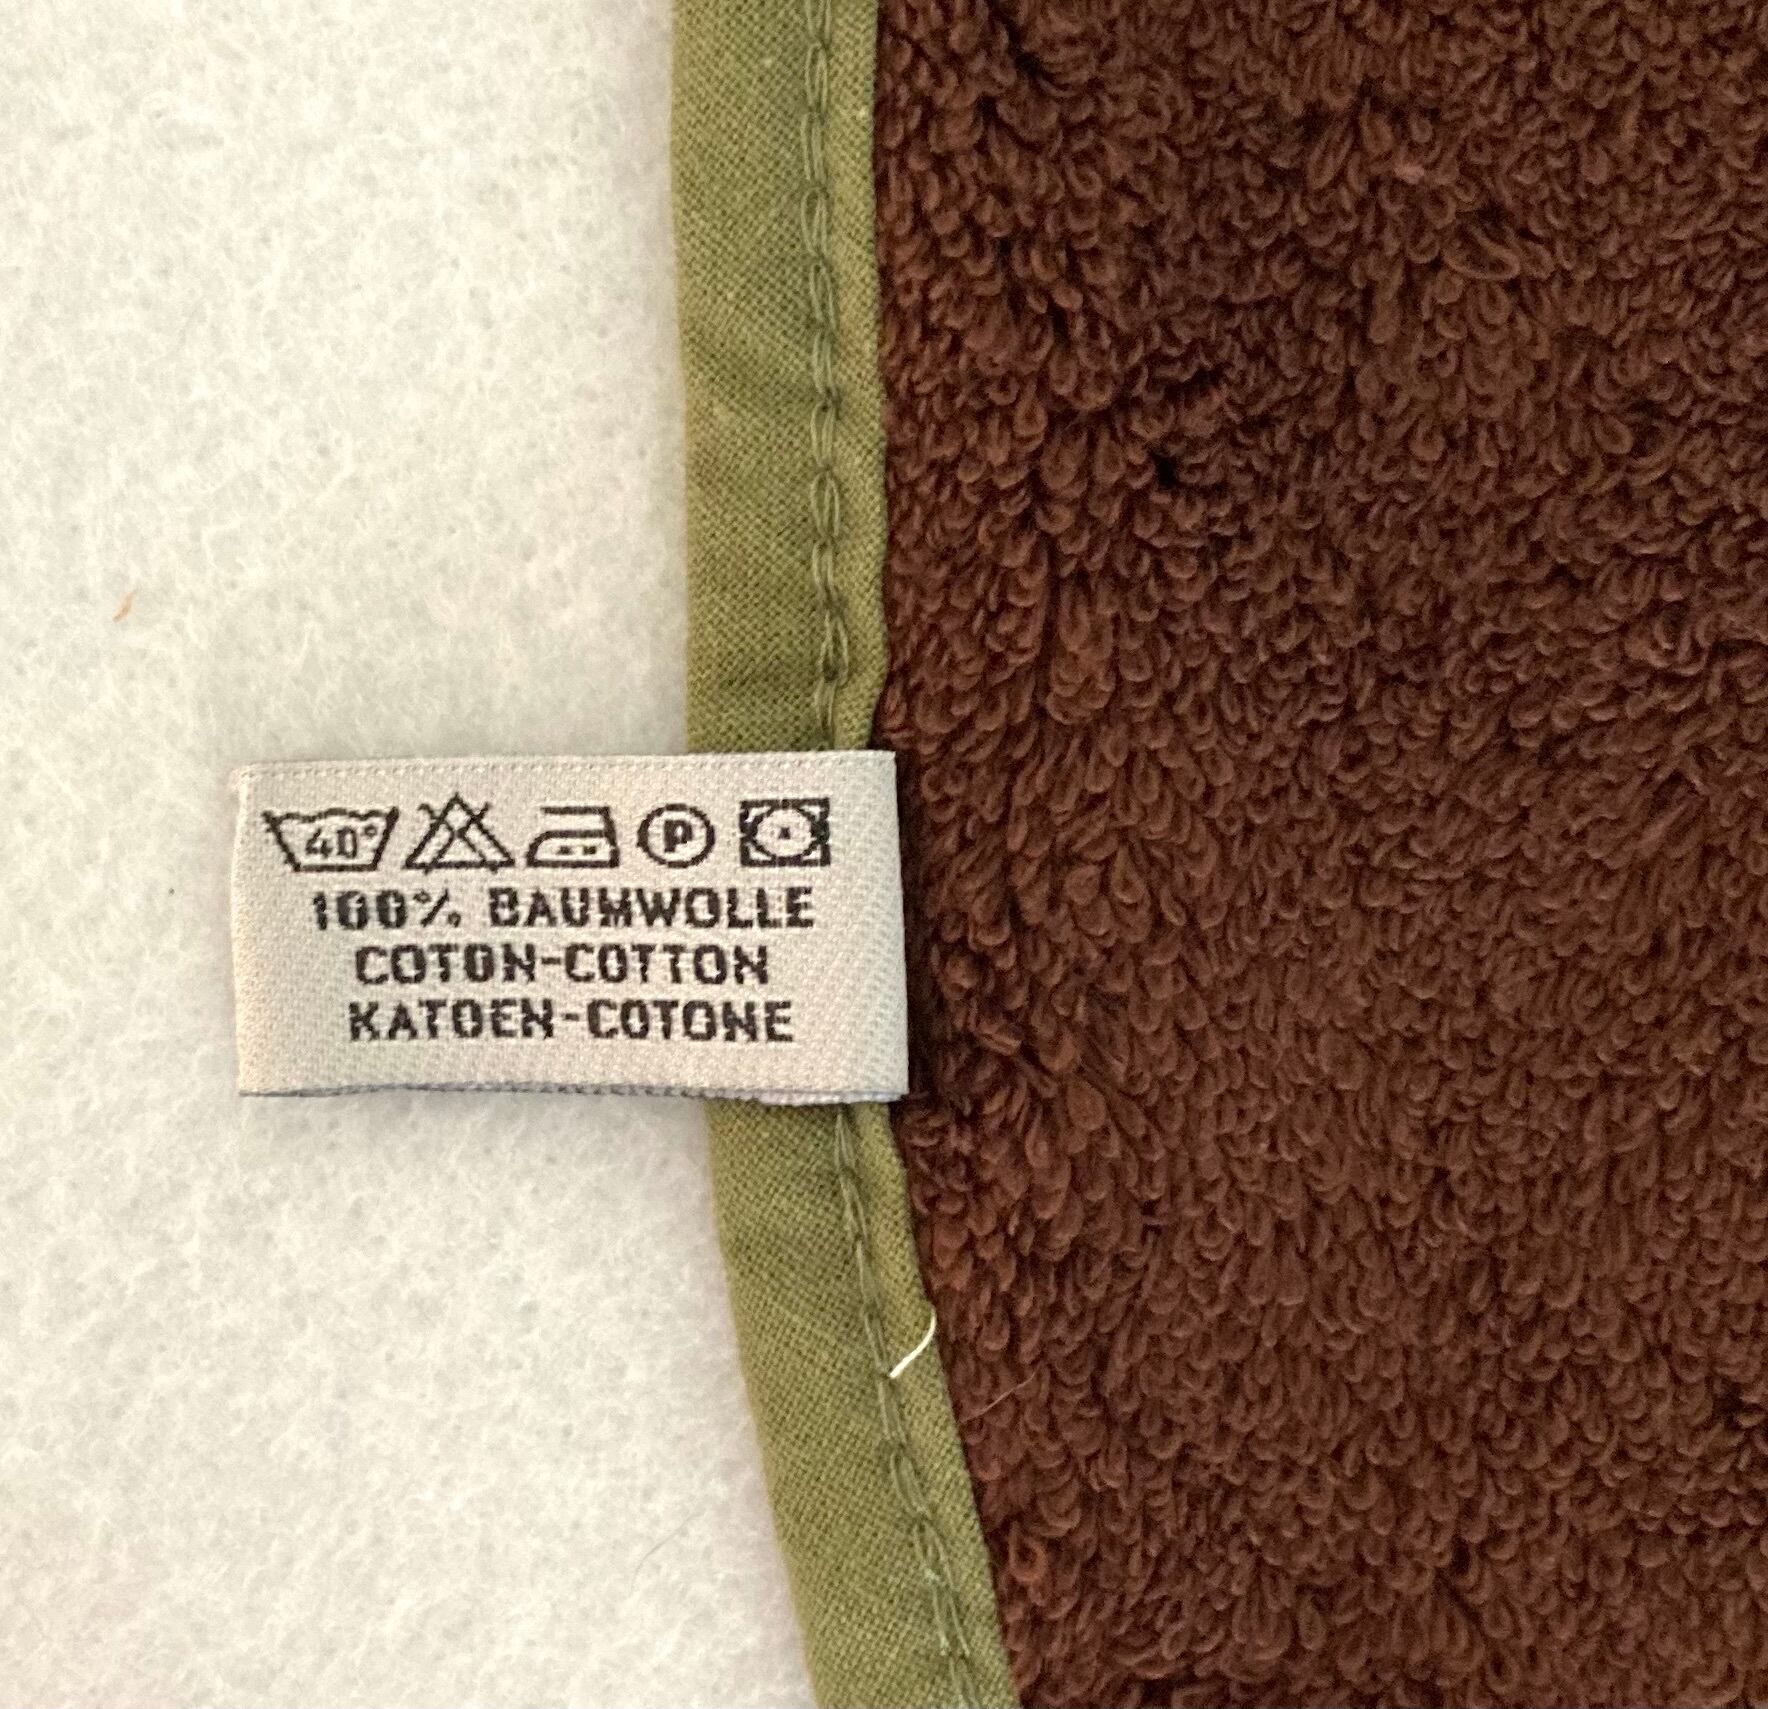 40° P
100% BAUMWOLLE
COTON-COTTON
KATOEN-COTONE